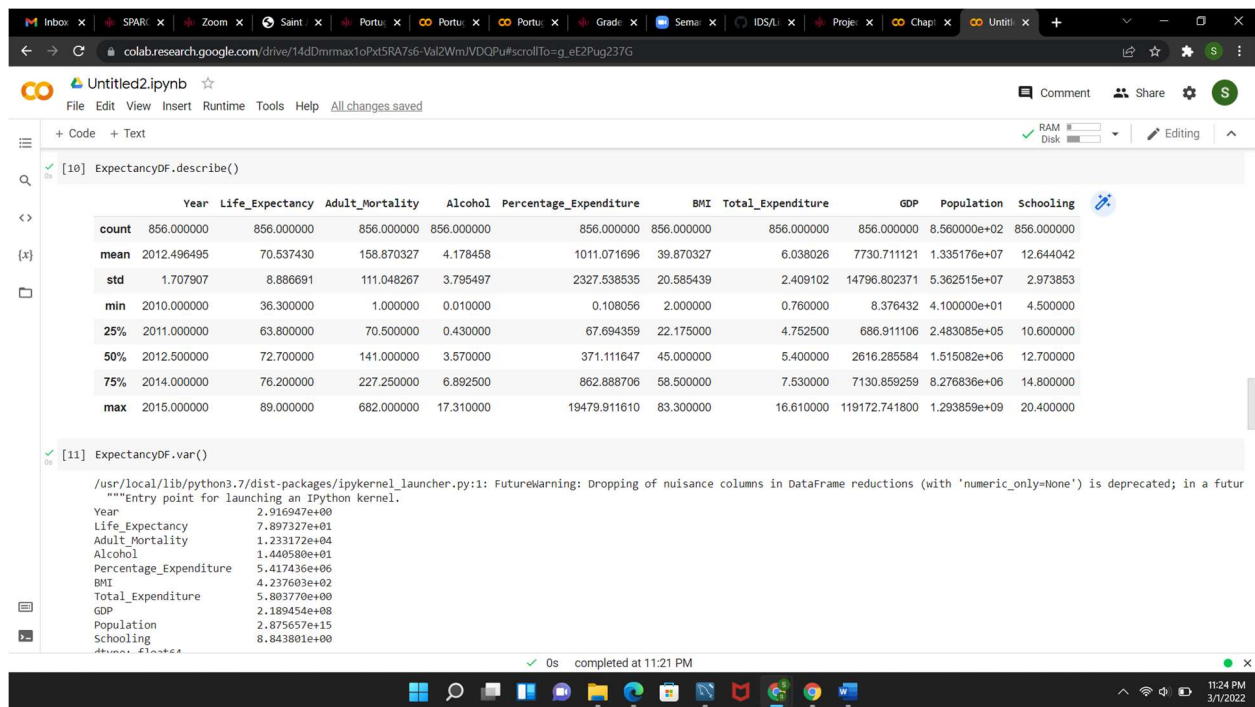 Inbox
SPARC
Zoom
Saint
Portug
Portug
Portug
Grade
Seman
IDS/Li
Projec
Chapt
Untitl
colab.research.google.com/drive/14dDmrmax1oPxt5RA7s6-Val2WmJVDQPu#scrollTo=g_eE2Pug237G
S
CO Untitled2.ipynb
File Edit View Insert Runtime Tools Help All changes saved
Comment Share S
+ Code + Text
RAM
Disk
Editing
[10] ExpectancyDF.describe()
Year Life_Expectancy Adult_Mortality Alcohol Percentage_Expenditure BMI Total_Expenditure GDP Population Schooling
count 856.000000 856.000000 856.000000 856.000000 856.000000 856.000000 856.000000 856.000000 8.560000e+02 856.000000
mean 2012.496495 70.537430 158.870327 4.178458 1011.071696 39.870327 6.038026 7730.711121 1.335176e+07 12.644042
std 1.707907 8.886691 111.048267 3.795497 2327.538535 20.585439 2.409102 14796.802371 5.362515e+07 2.973853
min 2010.000000 36.300000 1.000000 0.010000 0.108056 2.000000 0.760000 8.376432 4.100000e+01 4.500000
25% 2011.000000 63.800000 70.500000 0.430000 67.694359 22.175000 4.752500 686.911106 2.483085e+05 10.600000
50% 2012.500000 72.700000 141.000000 3.570000 371.111647 45.000000 5.400000 2616.285584 1.515082e+06 12.700000
75% 2014.000000 76.200000 227.250000 6.892500 862.888706 58.500000 7.530000 7130.859259 8.276836e+06 14.800000
max 2015.000000 89.000000 682.000000 17.310000 19479.911610 83.300000 16.610000 119172.741800 1.293859e+09 20.400000
[11] ExpectancyDF.var()
/usr/local/lib/python3.7/dist-packages/ipykernel_launcher.py:1: FutureWarning: Dropping of nuisance columns in DataFrame reductions (with 'numeric_only=None') is deprecated; in a futur
"""Entry point for launching an IPython kernel.
Year 2.916947e+00
Life_Expectancy 7.897327e+01
Adult_Mortality 1.233172e+04
Alcohol 1.440580e+01
Percentage_Expenditure 5.417436e+06
BMI 4.237603e+02
Total_Expenditure 5.803770e+00
GDP 2.189454e+08
Population 2.875657e+15
Schooling 8.843801e+00
dtype: float64
0s completed at 11:21 PM
11:24 PM
3/1/2022